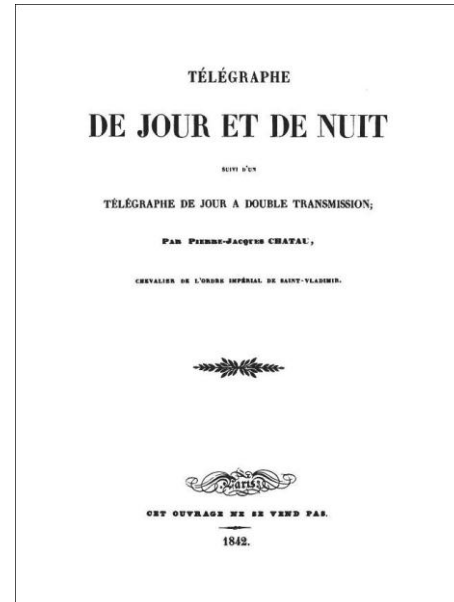 TÉLÉGRAPHE
DE JOUR ET DE NUIT
SUIVI D'UN
TÉLÉGRAPHE DE JOUR A DOUBLE TRANSMISSION;
PAR PIERRE-JACQUES CHATAU,
CHEVALIER DE L'ORDRE IMPÉRIAL DE SAINT-VLADIMIR.
Paris
CET OUVRAGE NE SE VEND PAS.
1842.